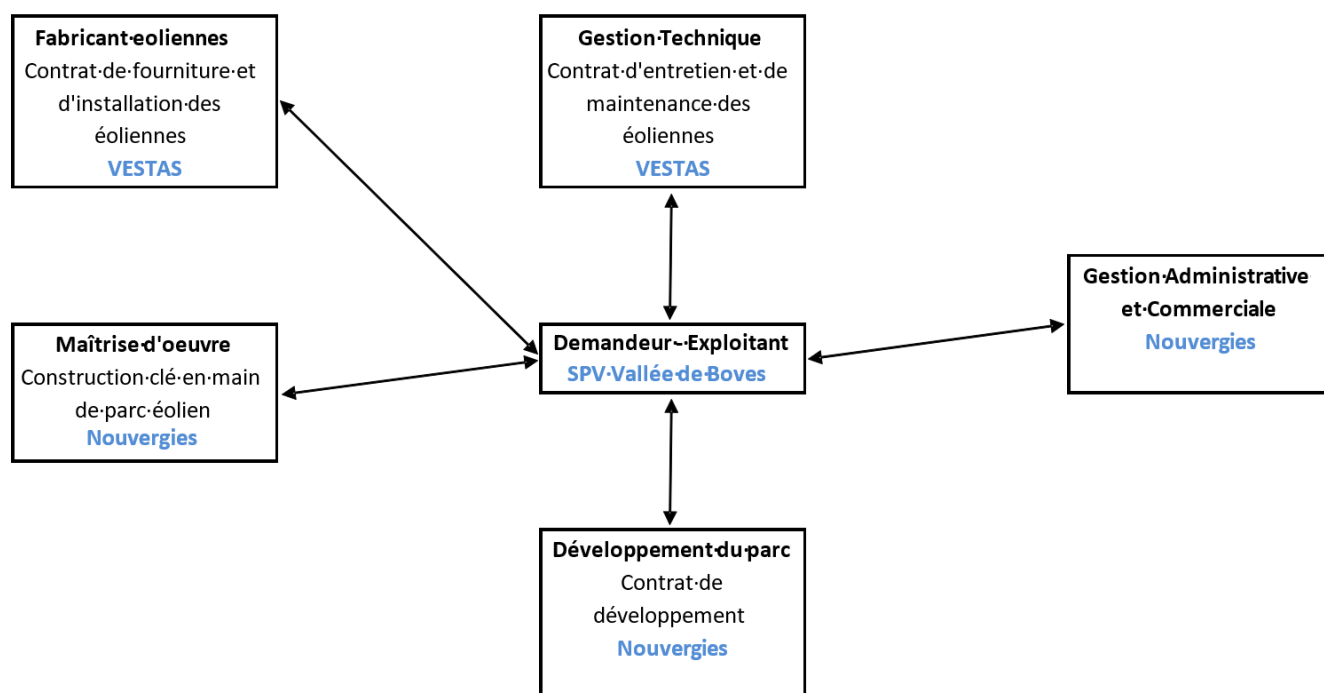 Fabricant·eoliennes
Contrat·de·fourniture·et
d'installation·des
éoliennes
VESTAS
Gestion·Technique
Contrat·d'entretien·et·de
maintenance·des
éoliennes
VESTAS
Gestion·Administrative
et·Commerciale
Nouvergies
Maîtrise·d'oeuvre
Construction·clé·en·main
de·parc·éolien
Nouvergies
Demandeur·-·Exploitant
SPV·Vallée·de·Boves
Développement·du·parc
Contrat·de
développement
Nouvergies